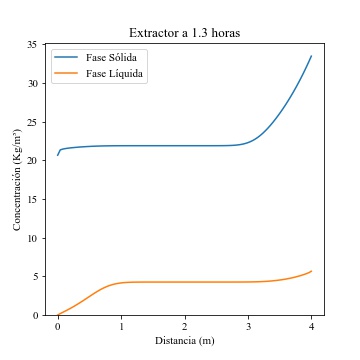 Extractor a 1.3 horas
Fase Sólida
Fase Líquida
Concentración (Kg/m³)
35
30
25
20
15
10
5
0
0 1 2 3 4
Distancia (m)